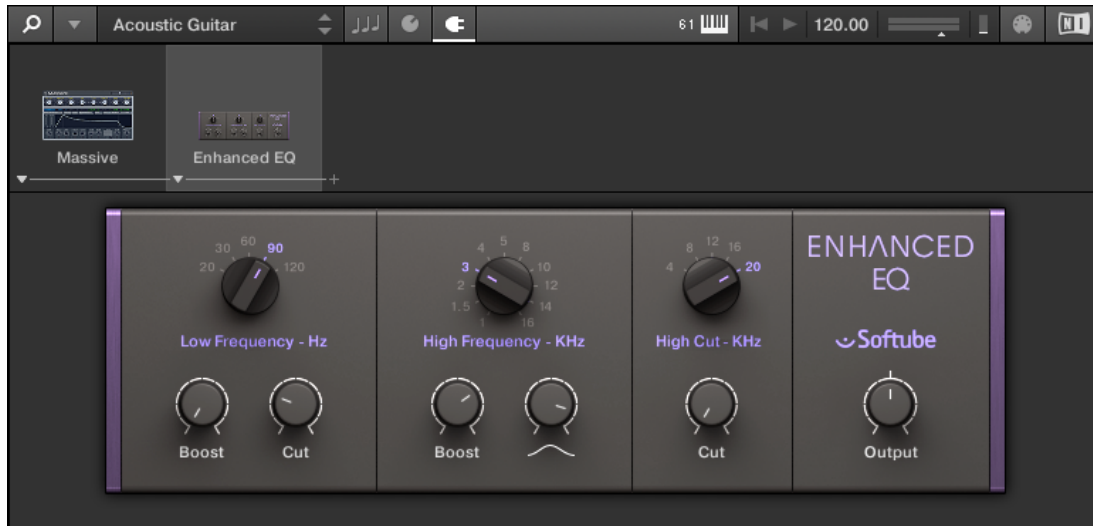 Acoustic Guitar 61 120.00 NI
Massive Enhanced EQ
ENHANCED
EQ
60
30 90
20 120
Low Frequency - Hz
5
4 8
3 10
2 12
1.5 14
1 16
High Frequency - KHz
12
8 16
4 20
High Cut - KHz
Softube
Boost Cut Boost Cut Output